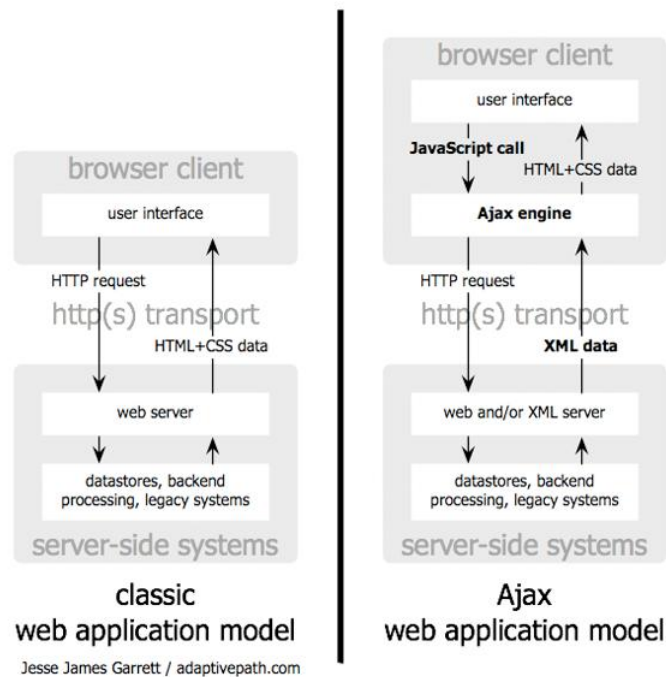 browser client
user interface
HTTP request
http(s) transport
HTML+CSS data
web server
datastores, backend
processing, legacy systems
server-side systems
classic
web application model
Jesse James Garrett / adaptivepath.com
browser client
user interface
JavaScript call
HTML+CSS data
Ajax engine
HTTP request
http(s) transport
XML data
web and/or XML server
datastores, backend
processing, legacy systems
server-side systems
Ajax
web application model